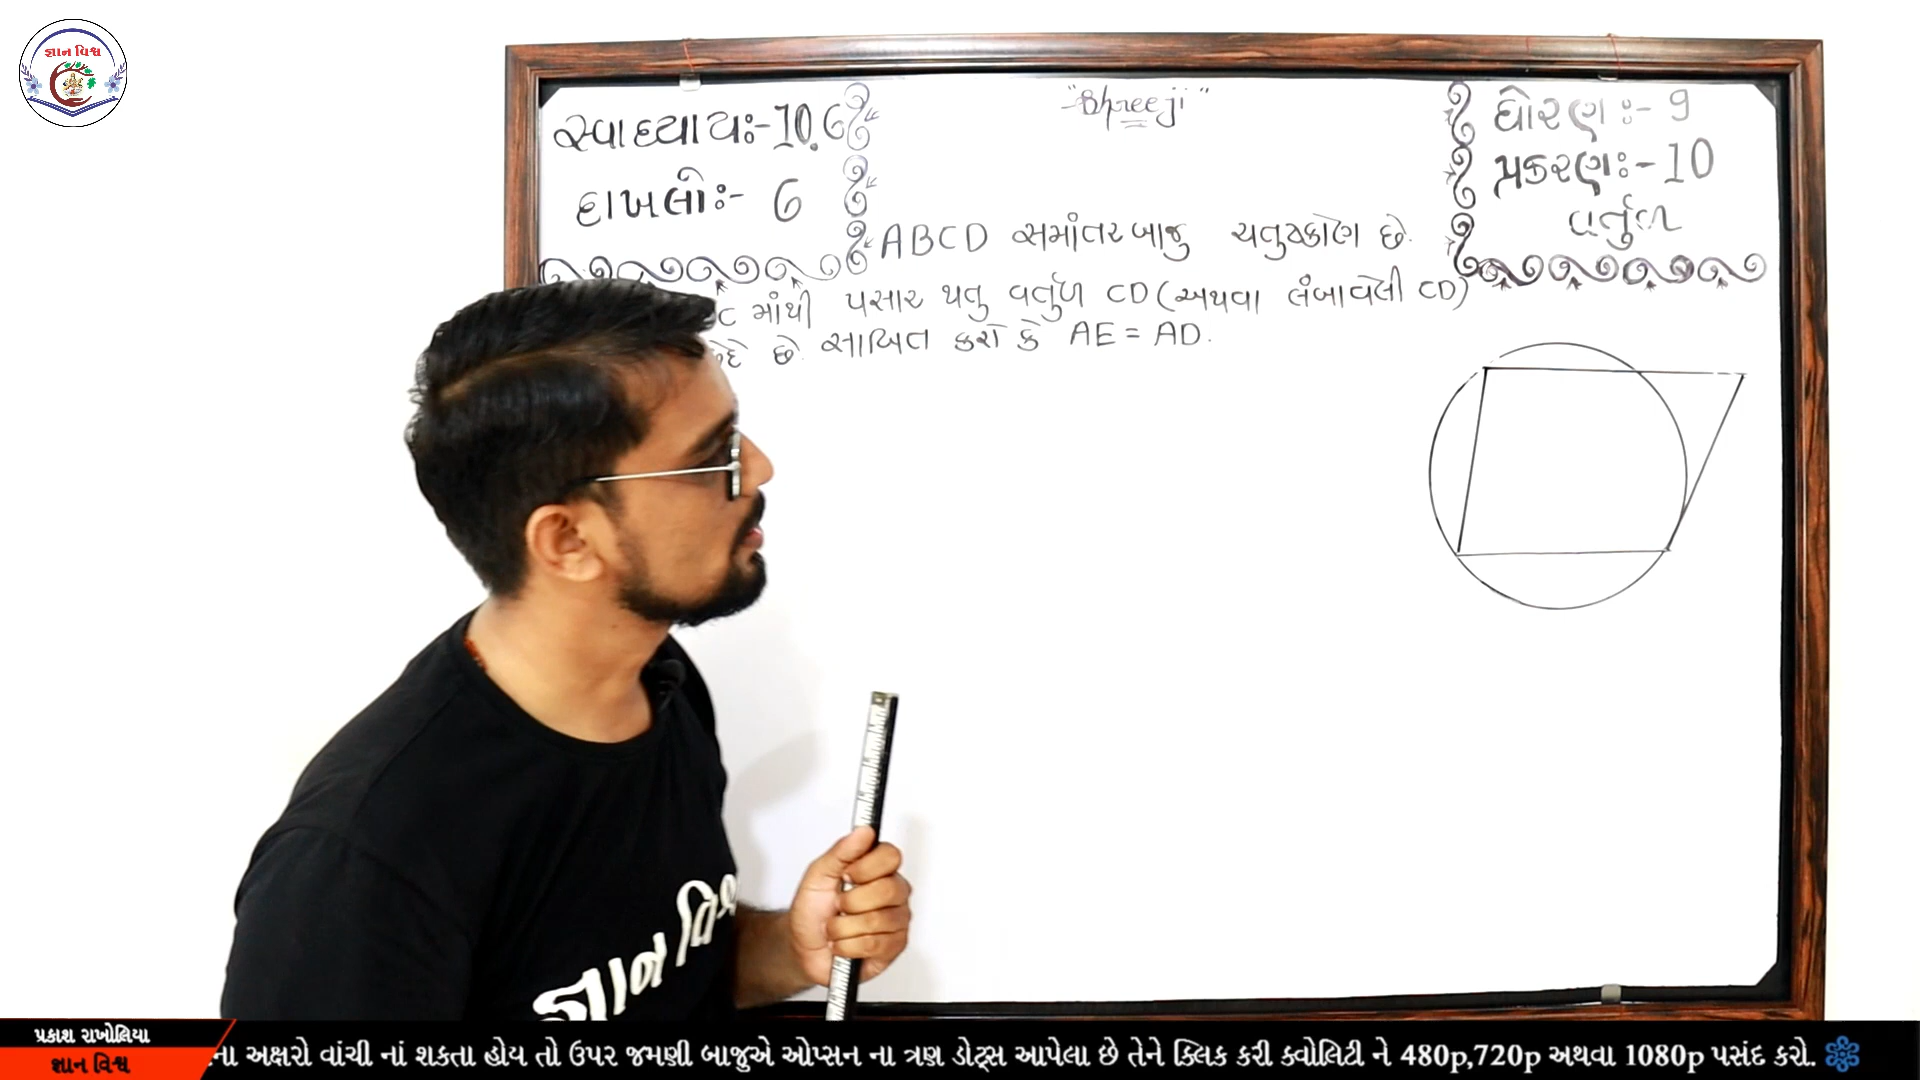 જ્ઞાન વિશ્વ
"Shreeji"
સ્વાધ્યાયઃ-10.6
દાખલોઃ- 6
ધોરણઃ- 9
પ્રકરણઃ-10
વર્તુળ
ABCD સમાંતરબાજુ ચતુષ્કોણ છે.
C માંથી પસાર થતુ વર્તુળ CD (અથવા લંબાવેલી CD)
છેદે છે. સાબિત કરો કે AE = AD.
જ્ઞાન
પ્રકાશ રાખોલિયા
જ્ઞાન વિશ્વ
ના અક્ષરો વાંચી નાં શકતા હોય તો ઉપર જમણી બાજુએ ઓપ્સન ના ત્રણ ડોટ્સ આપેલા છે તેને ક્લિક કરી ક્વોલિટી ને 480p,720p અથવા 1080p પસંદ કરો.